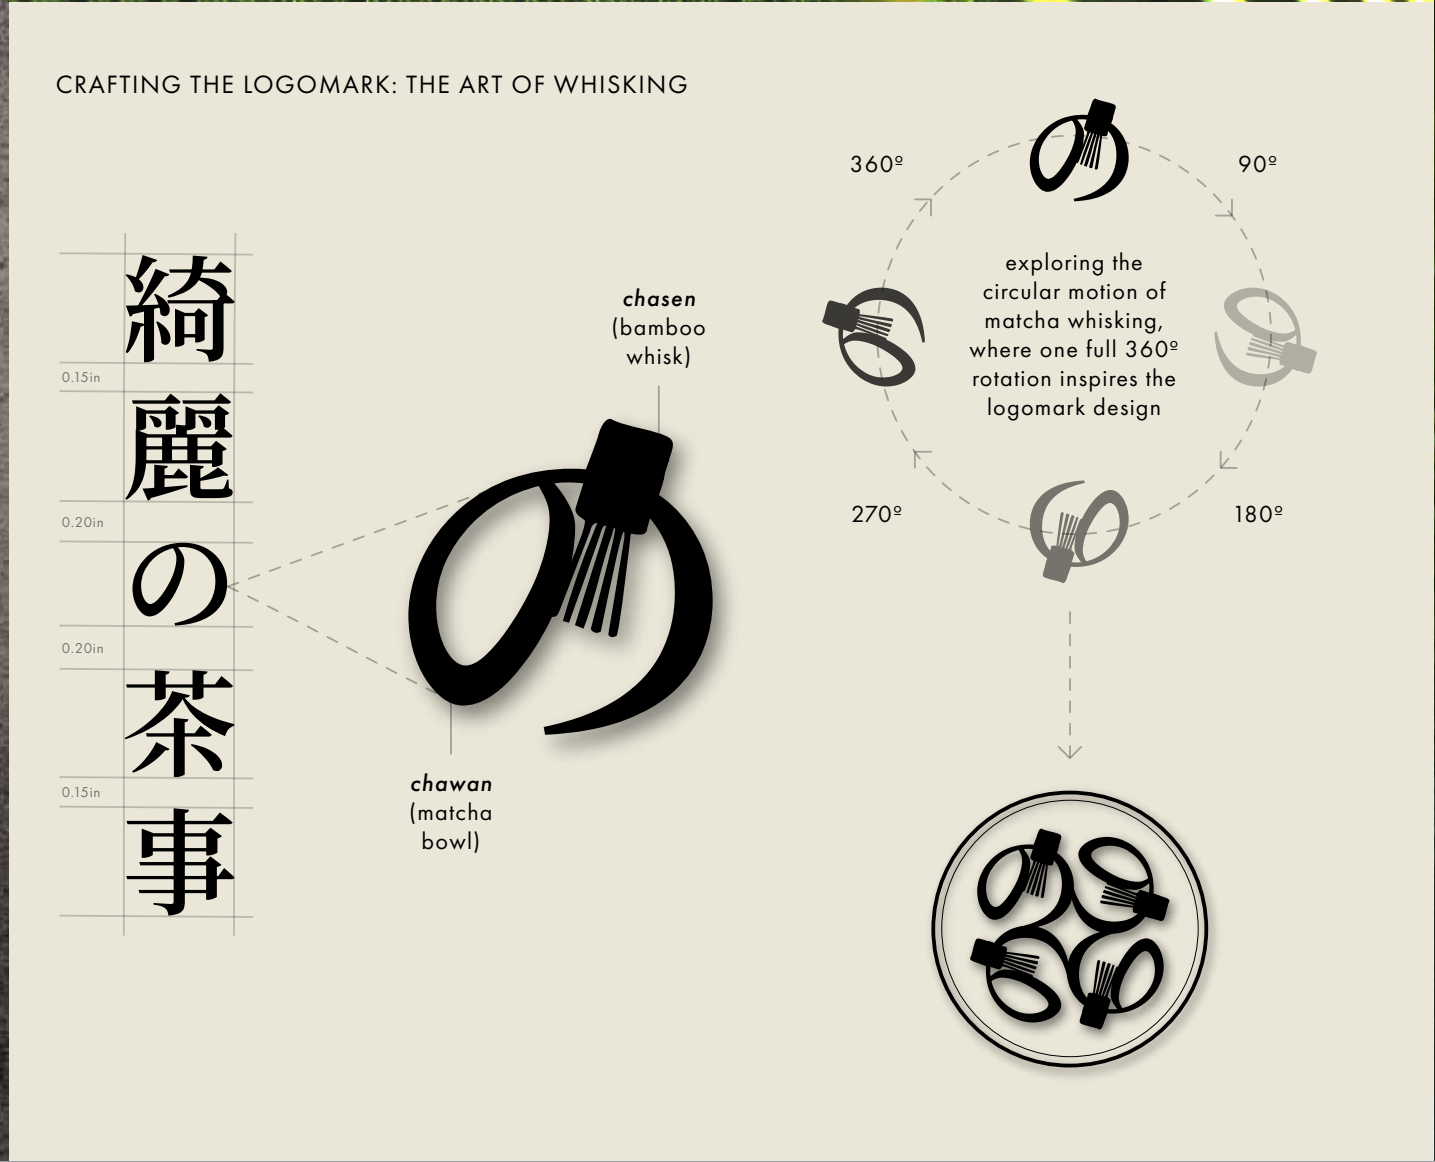 CRAFTING THE LOGOMARK: THE ART OF WHISKING
綺
0.15in
麗
0.20in
の
0.20in
茶
0.15in
事
chasen
(bamboo
whisk)
chawan
(matcha
bowl)
360º
90º
exploring the
circular motion of
matcha whisking,
where one full 360º
rotation inspires the
logomark design
270º
180º